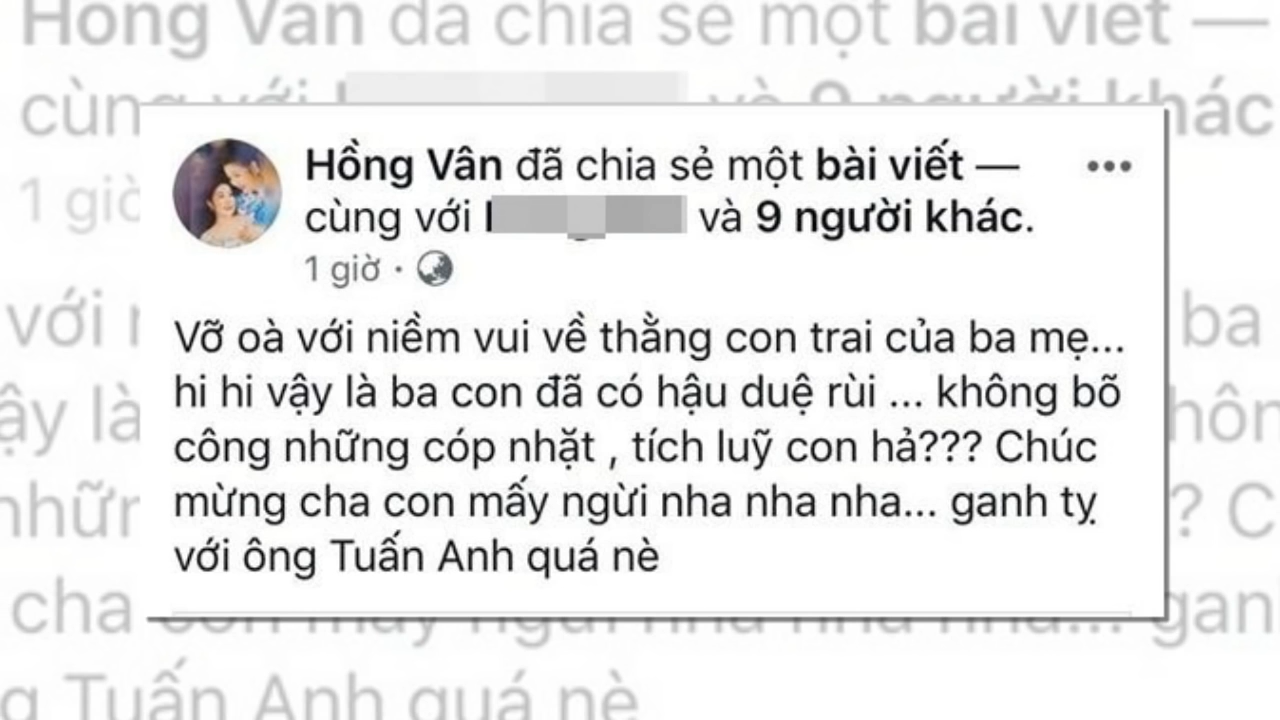 Hồng Vân đã chia sẻ một bài viết —
cùng với
và 9 người khác.
1 giờ
Vỡ oà với niềm vui về thằng con trai của ba mẹ...
hi hi vậy là ba con đã có hậu duệ rùi ... không bõ
công những cóp nhặt , tích luỹ con hả??? Chúc
mừng cha con mấy ngừi nha nha nha... ganh tỵ
với ông Tuấn Anh quá nè